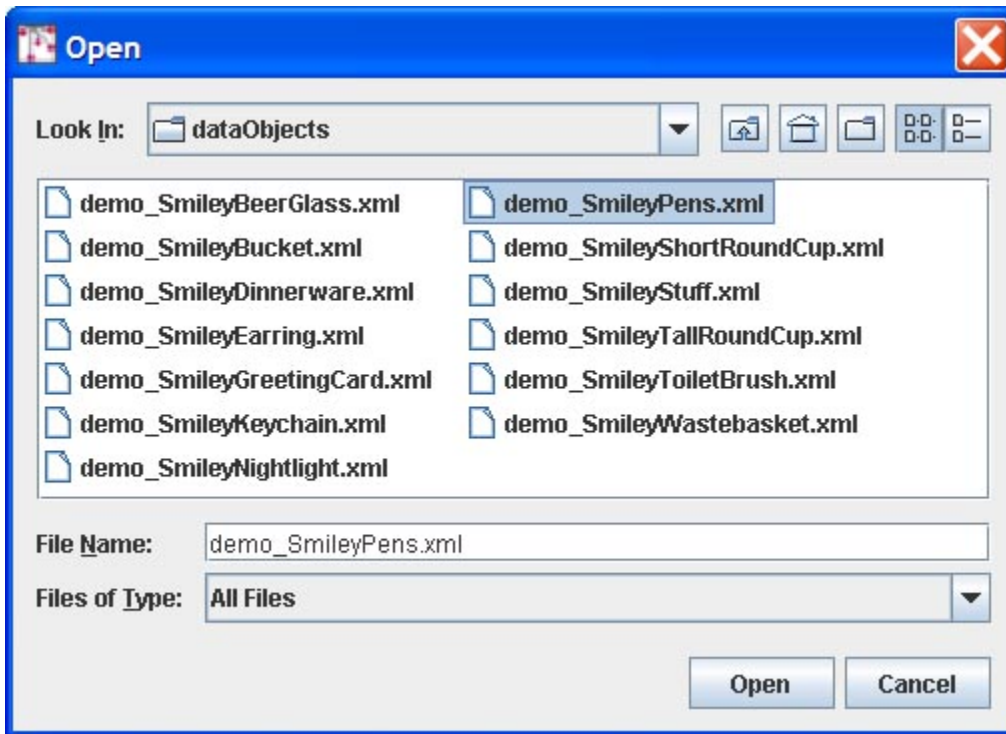 Open
Look In: dataObjects
demo_SmileyBeerGlass.xml
demo_SmileyBucket.xml
demo_SmileyDinnerware.xml
demo_SmileyEarring.xml
demo_SmileyGreetingCard.xml
demo_SmileyKeychain.xml
demo_SmileyNightlight.xml
demo_SmileyPens.xml
demo_SmileyShortRoundCup.xml
demo_SmileyStuff.xml
demo_SmileyTallRoundCup.xml
demo_SmileyToiletBrush.xml
demo_SmileyWastebasket.xml
File Name: demo_SmileyPens.xml
Files of Type: All Files
Open Cancel